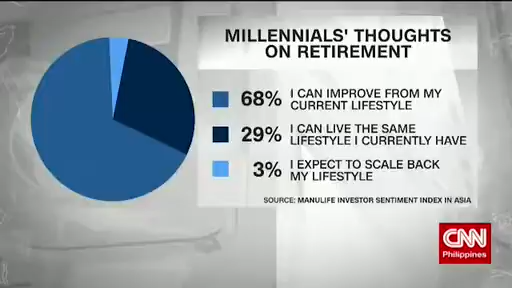 MILLENNIALS' THOUGHTS
ON RETIREMENT
68% I CAN IMPROVE FROM MY
CURRENT LIFESTYLE
29% I CAN LIVE THE SAME
LIFESTYLE I CURRENTLY HAVE
3% I EXPECT TO SCALE BACK
MY LIFESTYLE
SOURCE: MANULIFE INVESTOR SENTIMENT INDEX IN ASIA
CNN
Philippines